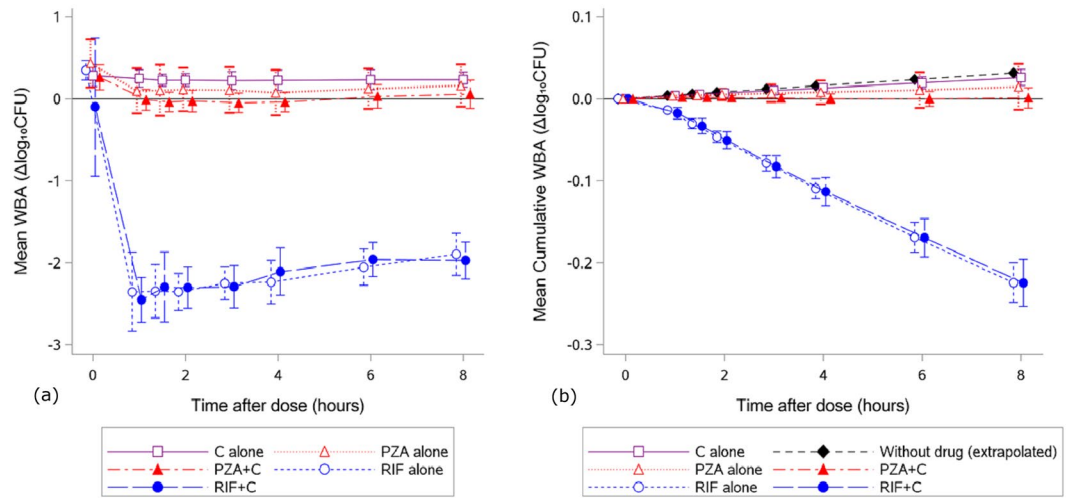 1
0
-1
-2
-3
Mean WBA (Δlog₁₀CFU)
0
2
4
6
8
Time after dose (hours)
(a)
C alone
PZA alone
PZA+C
RIF alone
RIF+C
0.1
0.0
-0.1
-0.2
-0.3
Mean Cumulative WBA (Δlog₁₀CFU)
0
2
4
6
8
Time after dose (hours)
(b)
C alone
Without drug (extrapolated)
PZA alone
PZA+C
RIF alone
RIF+C